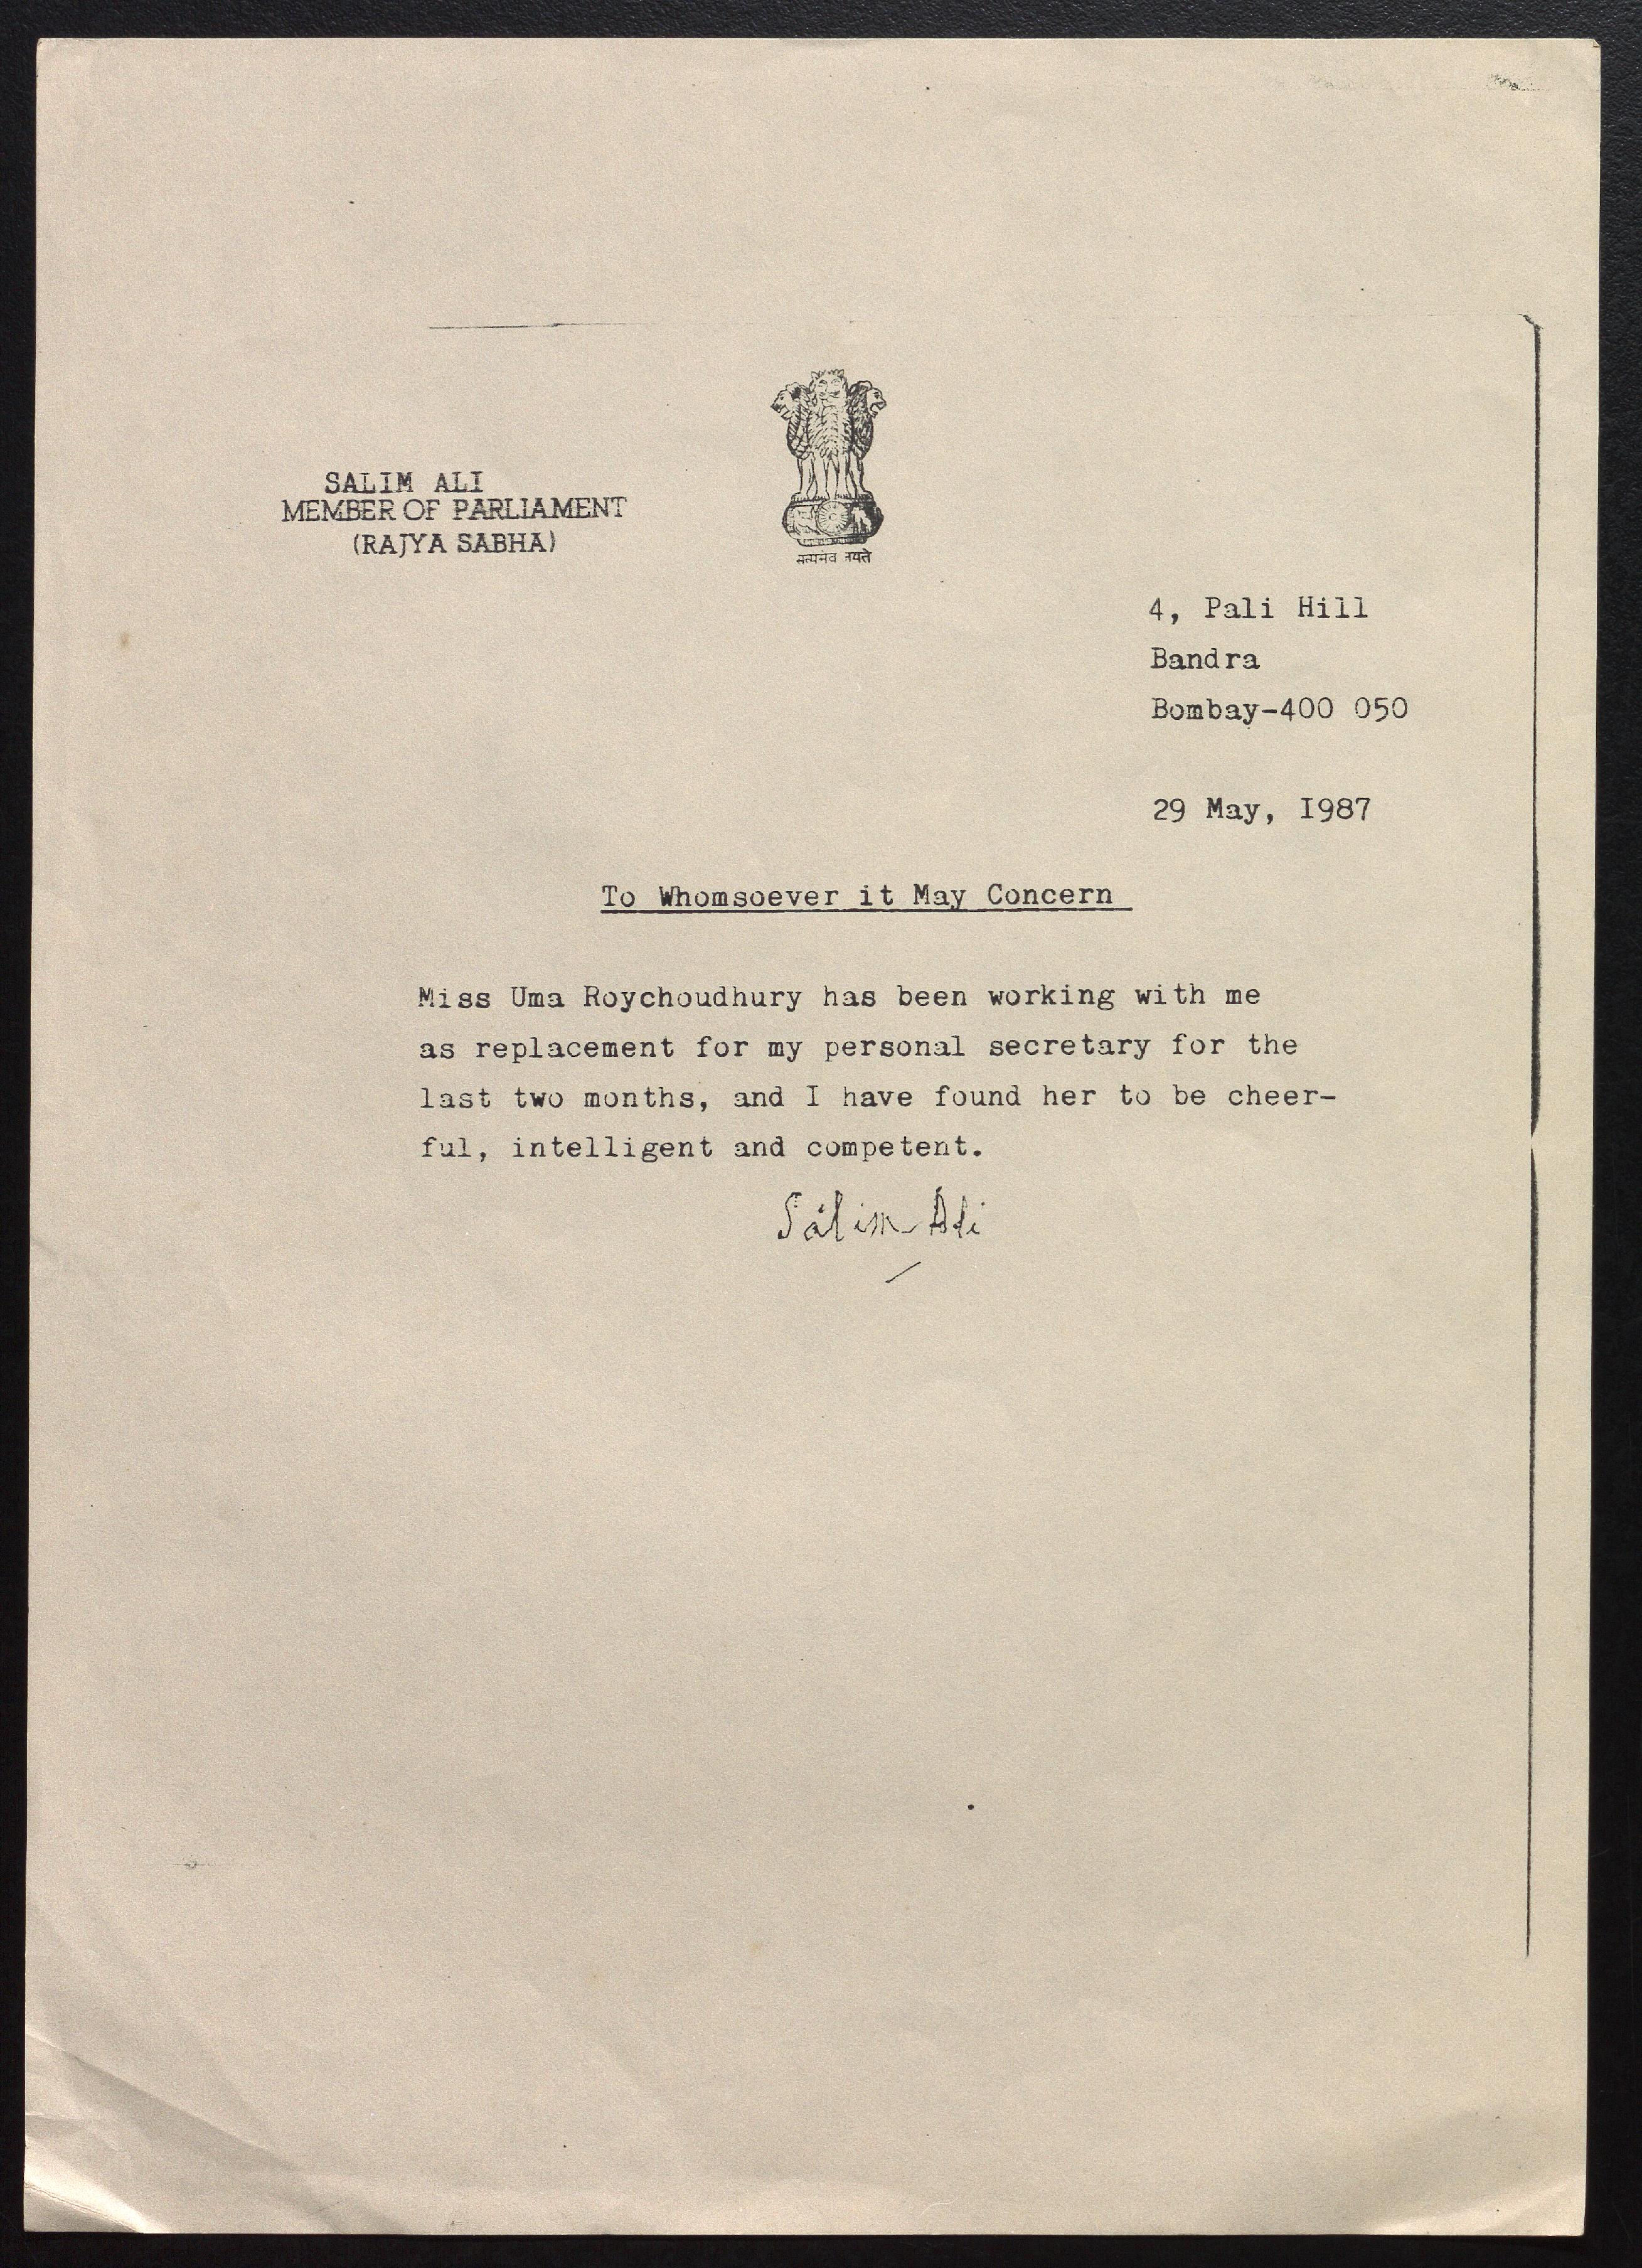 SALIM ALI
MEMBER OF PARLIAMENT
(RAJYA SABHA)
सत्यमेव जयते
4, Pali Hill
Bandra
Bombay-400 050
29 May, I987
To Whomsoever it May Concern
Miss Uma Roychoudhury has been working with me
as replacement for my personal secretary for the
last two months, and I have found her to be cheer-
ful, intelligent and competent.
Sálim Ali